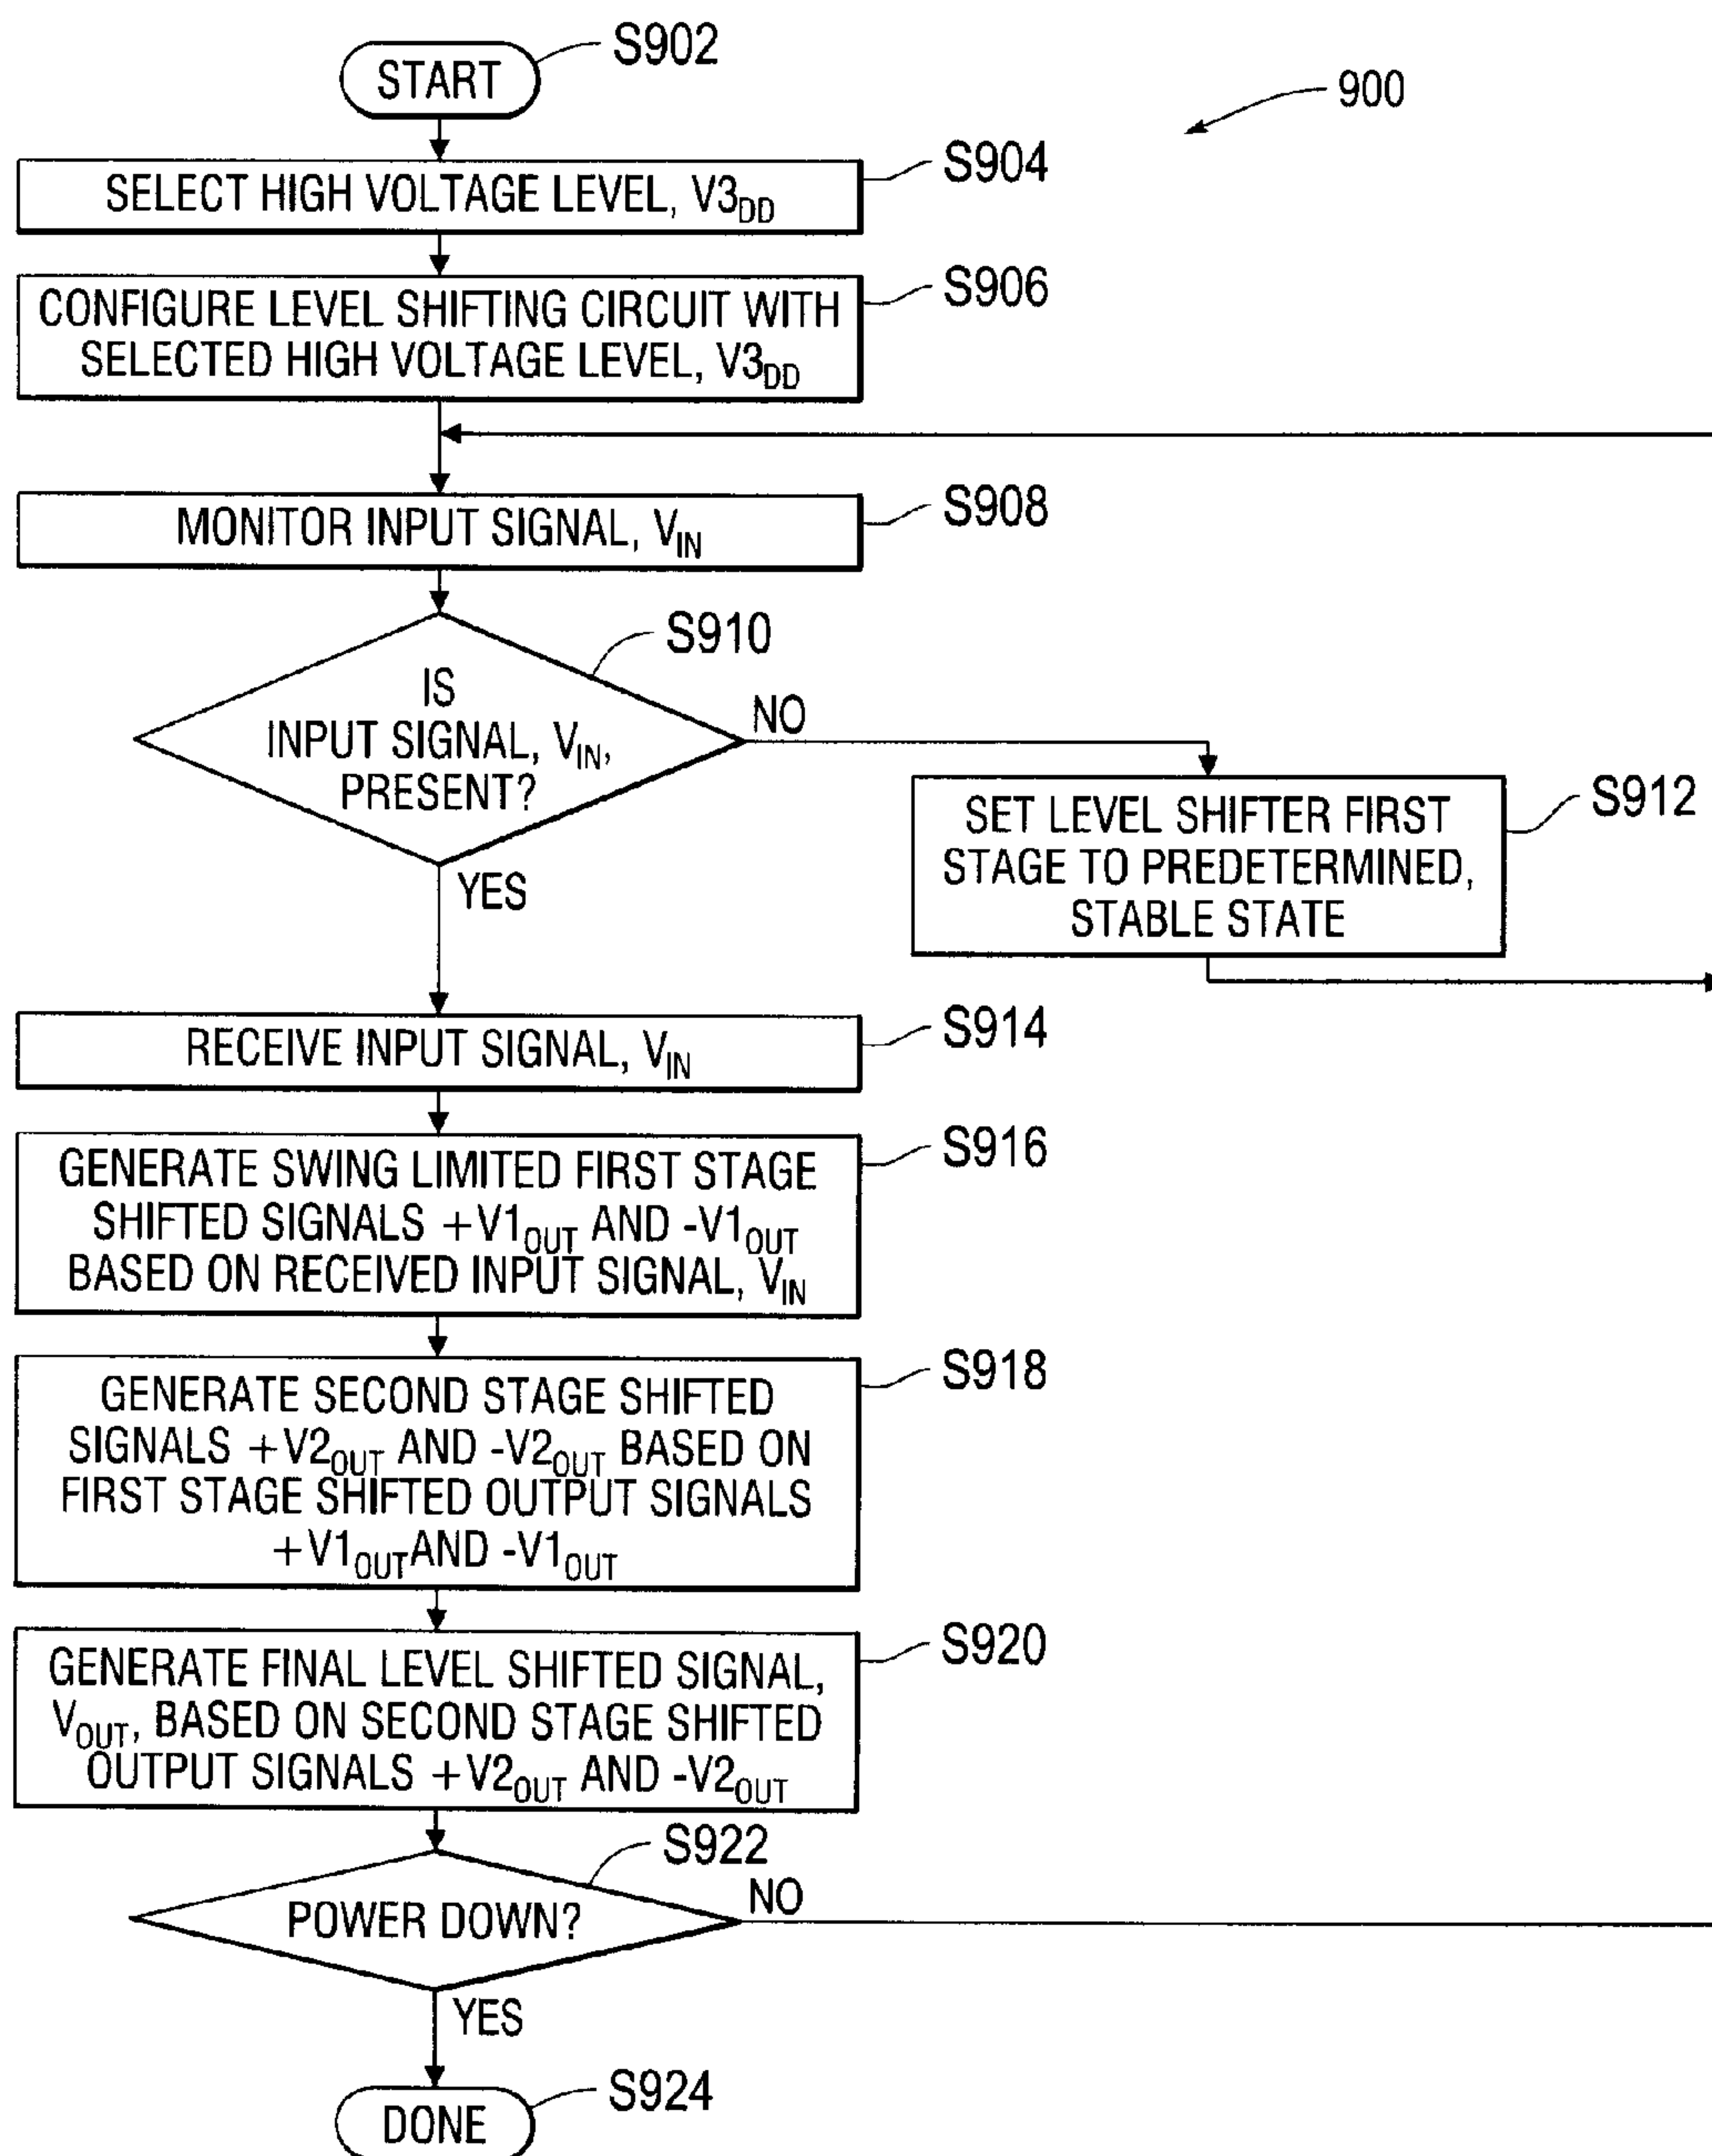 START
S902
900
SELECT HIGH VOLTAGE LEVEL, V3DD
S904
CONFIGURE LEVEL SHIFTING CIRCUIT WITH
SELECTED HIGH VOLTAGE LEVEL, V3DD
S906
MONITOR INPUT SIGNAL, VIN
S908
IS
INPUT SIGNAL, VIN,
PRESENT?
S910
NO
YES
SET LEVEL SHIFTER FIRST
STAGE TO PREDETERMINED,
STABLE STATE
S912
RECEIVE INPUT SIGNAL, VIN
S914
GENERATE SWING LIMITED FIRST STAGE
SHIFTED SIGNALS +V1OUT AND -V1OUT
BASED ON RECEIVED INPUT SIGNAL, VIN
S916
GENERATE SECOND STAGE SHIFTED
SIGNALS +V2OUT AND -V2OUT BASED ON
FIRST STAGE SHIFTED OUTPUT SIGNALS
+V1OUT AND -V1OUT
S918
GENERATE FINAL LEVEL SHIFTED SIGNAL,
VOUT, BASED ON SECOND STAGE SHIFTED
OUTPUT SIGNALS +V2OUT AND -V2OUT
S920
POWER DOWN?
S922
NO
YES
DONE
S924